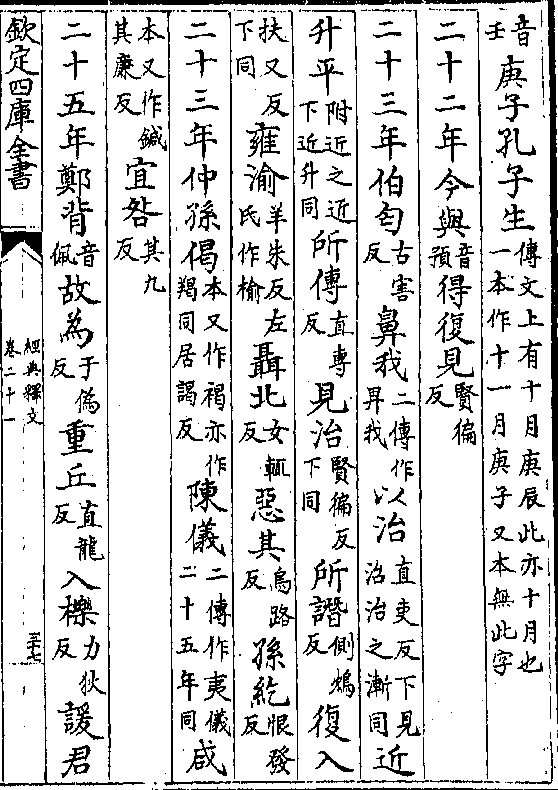 音壬庚子孔子生傳文上有十月庚辰此亦十月也一本作十一月庚子又本無此字
二十二年今與音預得復見賢徧反
二十三年伯匄古害反鼻我二傳作畀我以治直吏反下見治治之漸同近
升平附近之近下近升同所傳直專反見治賢徧反下同所譖側鴆反復入
扶又反下同雍渝羊朱反左氏作榆聶北女輒反惡其烏路反孫紇恨發反
二十三年仲孫偈本又作褐亦作羯同居謁反陳儀二傳作夷儀二十五年同咸
本又作鍼其廉反宜咎其九反
二十五年鄭背音佩故為于偽反重丘直龍反入櫟力狄反諼君
欽定四庫全書
經典釋文卷二十一
三十七